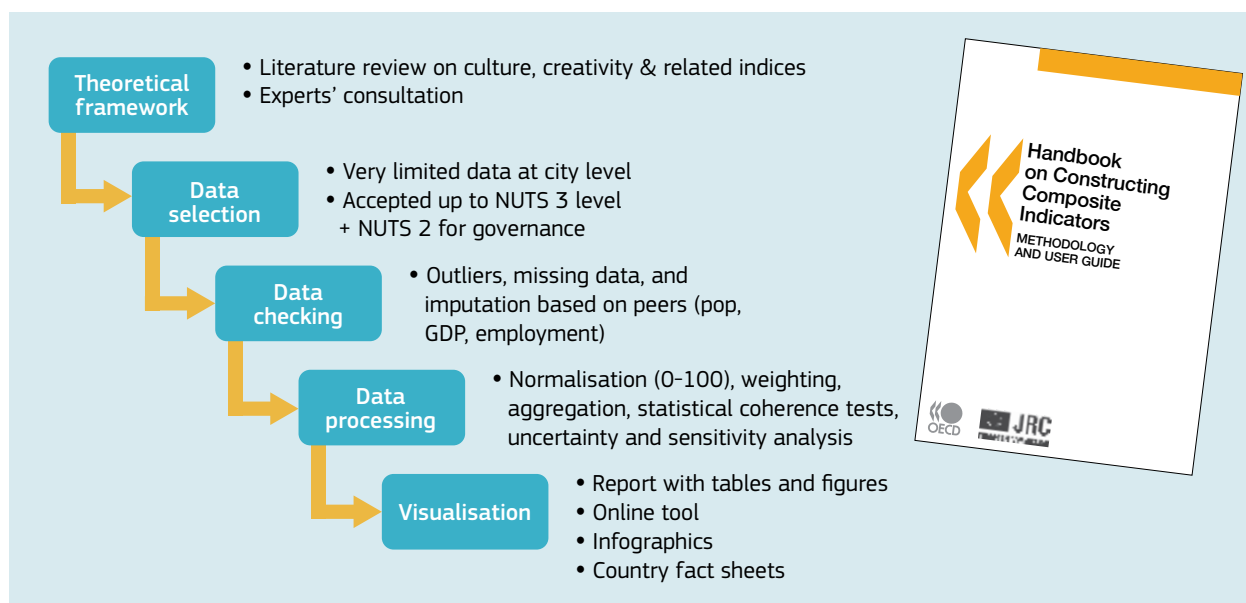 Theoretical
framework
• Literature review on culture, creativity & related indices
• Experts' consultation
Data
selection
• Very limited data at city level
• Accepted up to NUTS 3 level
+ NUTS 2 for governance
Data
checking
• Outliers, missing data, and
imputation based on peers (pop,
GDP, employment)
Data
processing
• Normalisation (0-100), weighting,
aggregation, statistical coherence tests,
uncertainty and sensitivity analysis
Visualisation
• Report with tables and figures
• Online tool
• Infographics
• Country fact sheets
Handbook
on Constructing
Composite
Indicators
METHODOLOGY
AND USER GUIDE
OECD
JRC